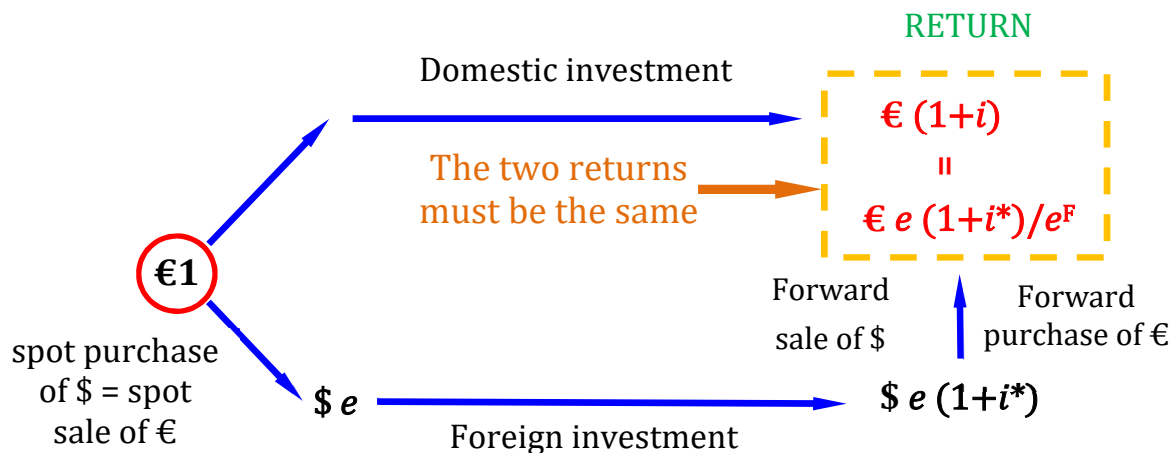 RETURN
Domestic investment
€ (1+i)
=
€ e (1+i*)/eᶠ
The two returns
must be the same
€1
Forward
sale of $
Forward
purchase of €
spot purchase
of $ = spot
sale of €
$ e
Foreign investment
$ e (1+i*)